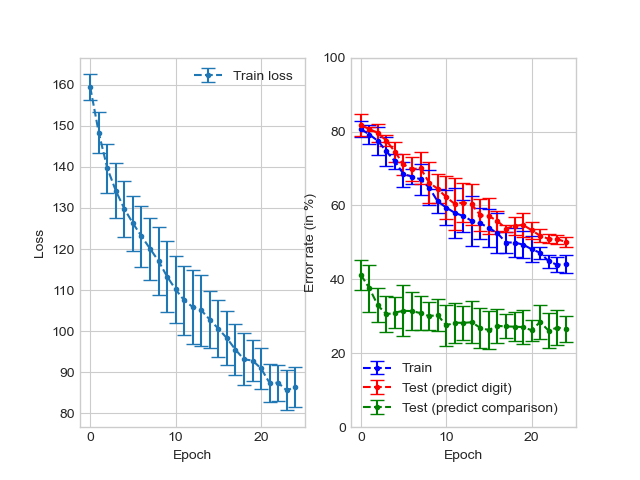 Train loss
160
150
140
130
120
110
100
90
80
Loss
0
10
20
Epoch
100
80
60
40
20
0
Error rate (in %)
Train
Test (predict digit)
Test (predict comparison)
0
10
20
Epoch